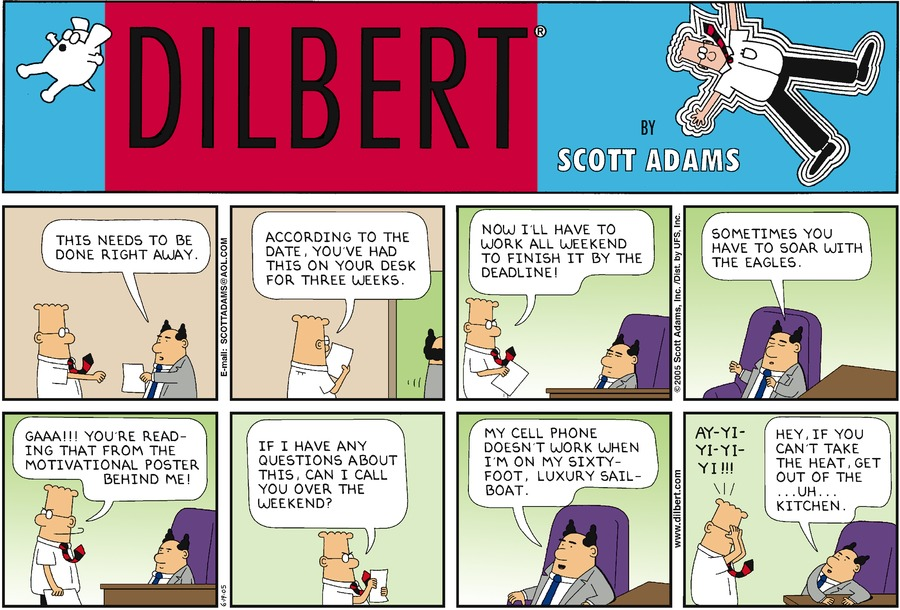 DILBERT®
BY
SCOTT ADAMS
THIS NEEDS TO BE
DONE RIGHT AWAY.
E-mail: SCOTTADAMS@AOL.COM
ACCORDING TO THE
DATE, YOU'VE HAD
THIS ON YOUR DESK
FOR THREE WEEKS.
NOW I'LL HAVE TO
WORK ALL WEEKEND
TO FINISH IT BY THE
DEADLINE!
©2005 Scott Adams, Inc./Dist. by UFS, Inc.
SOMETIMES YOU
HAVE TO SOAR WITH
THE EAGLES.
GAAA!!! YOU'RE READ-
ING THAT FROM THE
MOTIVATIONAL POSTER
BEHIND ME!
IF I HAVE ANY
QUESTIONS ABOUT
THIS, CAN I CALL
YOU OVER THE
WEEKEND?
MY CELL PHONE
DOESN'T WORK WHEN
I'M ON MY SIXTY-
FOOT, LUXURY SAIL-
BOAT.
www.dilbert.com
AY-YI-
YI-YI-
YI!!!
HEY, IF YOU
CAN'T TAKE
THE HEAT, GET
OUT OF THE
...UH...
KITCHEN.